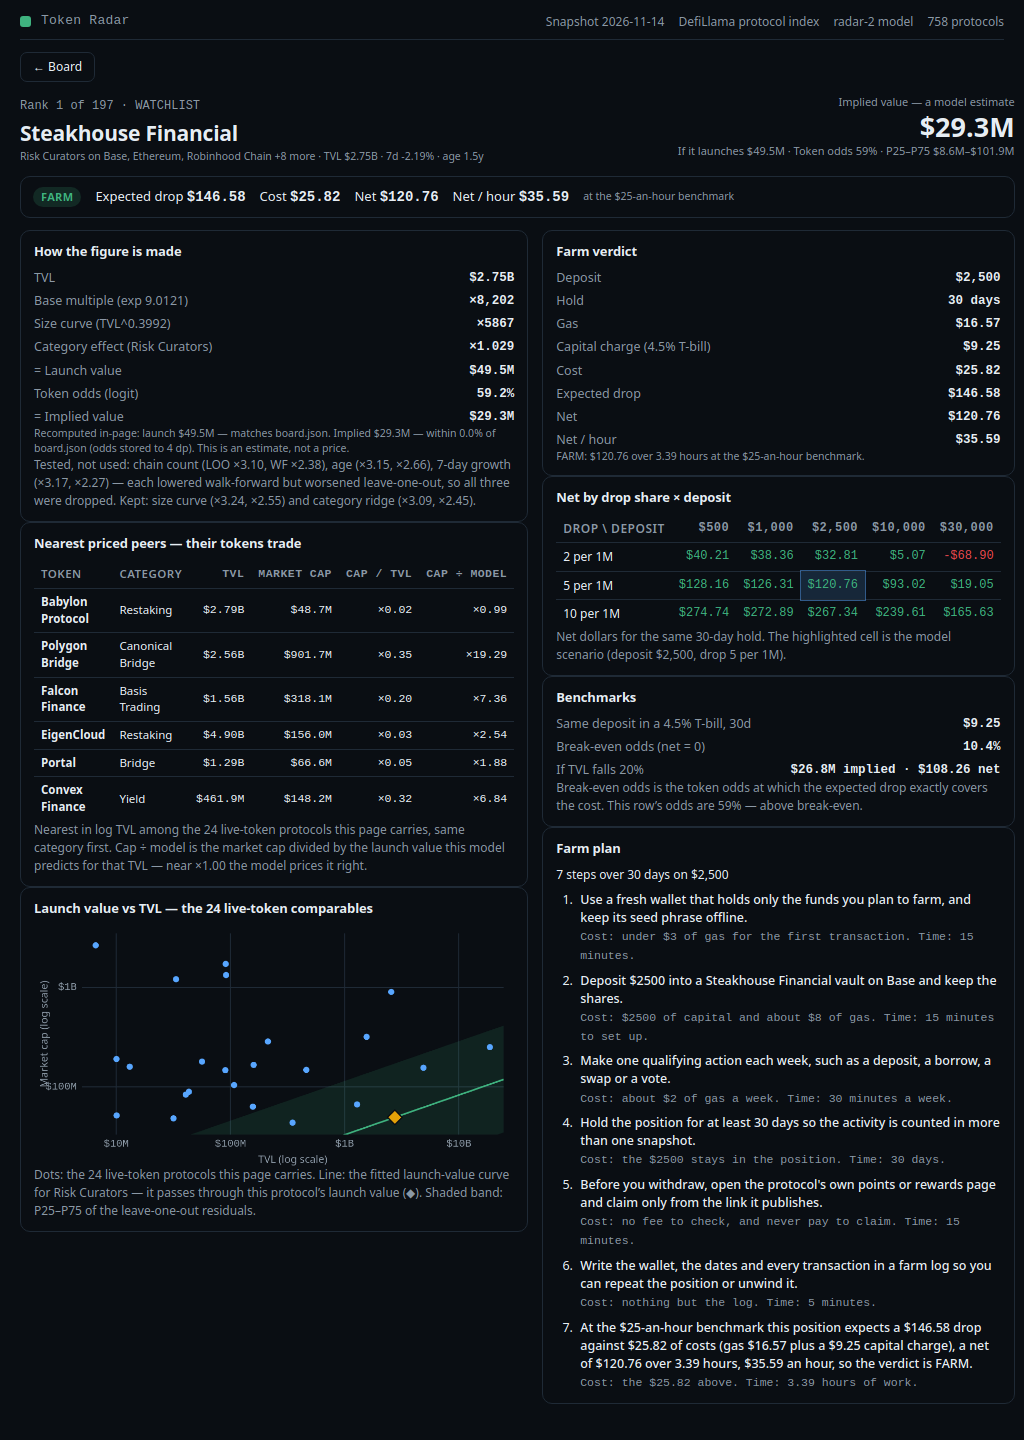 Token Radar
Snapshot 2026-11-14 DefiLlama protocol index radar-2 model 758 protocols
← Board
Rank 1 of 197 · WATCHLIST
Steakhouse Financial
Risk Curators on Base, Ethereum, Robinhood Chain +8 more · TVL $2.75B · 7d -2.19% · age 1.5y
Implied value — a model estimate
$29.3M
If it launches $49.5M · Token odds 59% · P25–P75 $8.6M–$101.9M
FARM Expected drop $146.58 Cost $25.82 Net $120.76 Net / hour $35.59 at the $25-an-hour benchmark
How the figure is made
TVL $2.75B
Base multiple (exp 9.0121) ×8,202
Size curve (TVL^0.3992) ×5867
Category effect (Risk Curators) ×1.029
= Launch value $49.5M
Token odds (logit) 59.2%
= Implied value $29.3M
Recomputed in-page: launch $49.5M — matches board.json. Implied $29.3M — within 0.0% of
board.json (odds stored to 4 dp). This is an estimate, not a price.
Tested, not used: chain count (LOO ×3.10, WF ×2.38), age (×3.15, ×2.66), 7-day growth
(×3.17, ×2.27) — each lowered walk-forward but worsened leave-one-out, so all three
were dropped. Kept: size curve (×3.24, ×2.55) and category ridge (×3.09, ×2.45).
Nearest priced peers — their tokens trade
TOKEN CATEGORY TVL MARKET CAP CAP / TVL CAP ÷ MODEL
Babylon Protocol Restaking $2.79B $48.7M ×0.02 ×0.99
Polygon Bridge Canonical Bridge $2.56B $901.7M ×0.35 ×19.29
Falcon Finance Basis Trading $1.56B $318.1M ×0.20 ×7.36
EigenCloud Restaking $4.90B $156.0M ×0.03 ×2.54
Portal Bridge $1.29B $66.6M ×0.05 ×1.88
Convex Finance Yield $461.9M $148.2M ×0.32 ×6.84
Nearest in log TVL among the 24 live-token protocols this page carries, same
category first. Cap ÷ model is the market cap divided by the launch value this model
predicts for that TVL — near ×1.00 the model prices it right.
Launch value vs TVL — the 24 live-token comparables
Market cap (log scale)
$1B
$100M
$10M $100M $1B $10B
TVL (log scale)
Dots: the 24 live-token protocols this page carries. Line: the fitted launch-value curve
for Risk Curators — it passes through this protocol's launch value (◆). Shaded band:
P25–P75 of the leave-one-out residuals.
Farm verdict
Deposit $2,500
Hold 30 days
Gas $16.57
Capital charge (4.5% T-bill) $9.25
Cost $25.82
Expected drop $146.58
Net $120.76
Net / hour $35.59
FARM: $120.76 over 3.39 hours at the $25-an-hour benchmark.
Net by drop share × deposit
DROP \ DEPOSIT $500 $1,000 $2,500 $10,000 $30,000
2 per 1M $40.21 $38.36 $32.81 $5.07 -$68.90
5 per 1M $128.16 $126.31 $120.76 $93.02 $19.05
10 per 1M $274.74 $272.89 $267.34 $239.61 $165.63
Net dollars for the same 30-day hold. The highlighted cell is the model
scenario (deposit $2,500, drop 5 per 1M).
Benchmarks
Same deposit in a 4.5% T-bill, 30d $9.25
Break-even odds (net = 0) 10.4%
If TVL falls 20% $26.8M implied · $108.26 net
Break-even odds is the token odds at which the expected drop exactly covers
the cost. This row's odds are 59% — above break-even.
Farm plan
7 steps over 30 days on $2,500
1. Use a fresh wallet that holds only the funds you plan to farm, and
keep its seed phrase offline.
Cost: under $3 of gas for the first transaction. Time: 15
minutes.
2. Deposit $2500 into a Steakhouse Financial vault on Base and keep the
shares.
Cost: $2500 of capital and about $8 of gas. Time: 15 minutes
to set up.
3. Make one qualifying action each week, such as a deposit, a borrow, a
swap or a vote.
Cost: about $2 of gas a week. Time: 30 minutes a week.
4. Hold the position for at least 30 days so the activity is counted in more
than one snapshot.
Cost: the $2500 stays in the position. Time: 30 days.
5. Before you withdraw, open the protocol's own points or rewards page
and claim only from the link it publishes.
Cost: no fee to check, and never pay to claim. Time: 15
minutes.
6. Write the wallet, the dates and every transaction in a farm log so you
can repeat the position or unwind it.
Cost: nothing but the log. Time: 5 minutes.
7. At the $25-an-hour benchmark this position expects a $146.58 drop
against $25.82 of costs (gas $16.57 plus a $9.25 capital charge), a net
of $120.76 over 3.39 hours, $35.59 an hour, so the verdict is FARM.
Cost: the $25.82 above. Time: 3.39 hours of work.